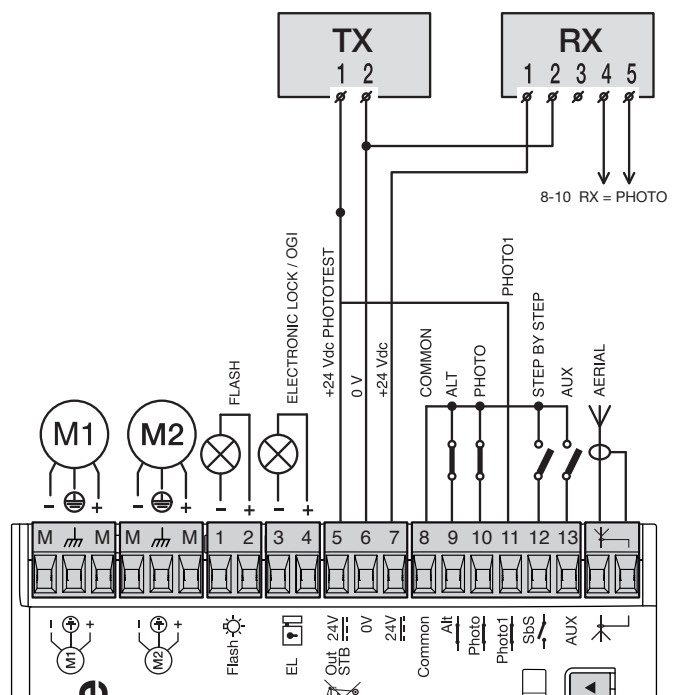 TX
1 2
RX
1 2 3 4 5
8-10 RX = PHOTO
FLASH
ELECTRONIC LOCK / OGI
+24 Vdc PHOTOTEST
0 V
+24 Vdc
COMMON
ALT
PHOTO
PHOTO1
STEP BY STEP
AUX
AERIAL
M1
M2
- +
- +
- +
- +
M M M M 1 2 3 4 5 6 7 8 9 10 11 12 13
- +
M1
- +
M2
Flash
EL
Out 24V
STB
0V
24V
Common
Alt
Photo
Photo1
SbS
AUX
e